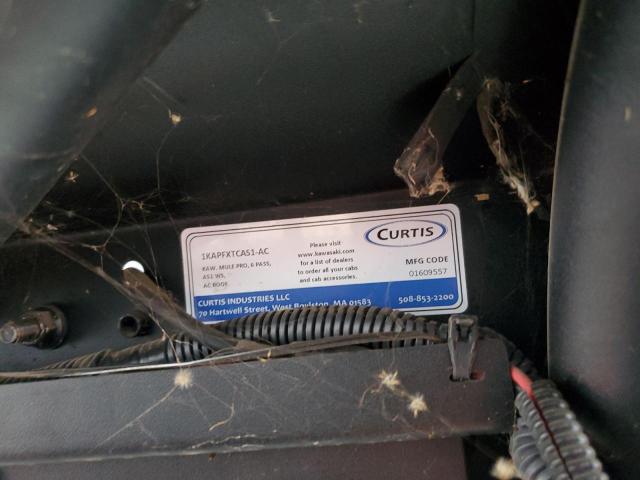 1KAPFXTCAS1-AC
KAW. MULE PRO, 6 PASS,
AS1 WS,
AC ROOF
Please visit
www.kawasaki.com
for a list of dealers
to order all your cabs
and cab accessories.
CURTIS
MFG CODE
01609557
CURTIS INDUSTRIES LLC
70 Hartwell Street, West Boylston, MA 01583
508-853-2200